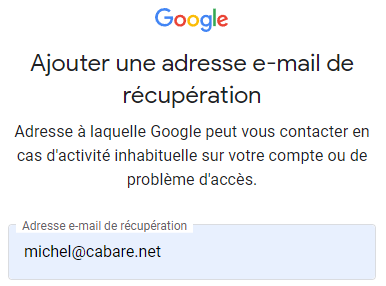 Google
Ajouter une adresse e-mail de
récupération
Adresse à laquelle Google peut vous contacter en
cas d'activité inhabituelle sur votre compte ou de
problème d'accès.
Adresse e-mail de récupération
michel@cabare.net